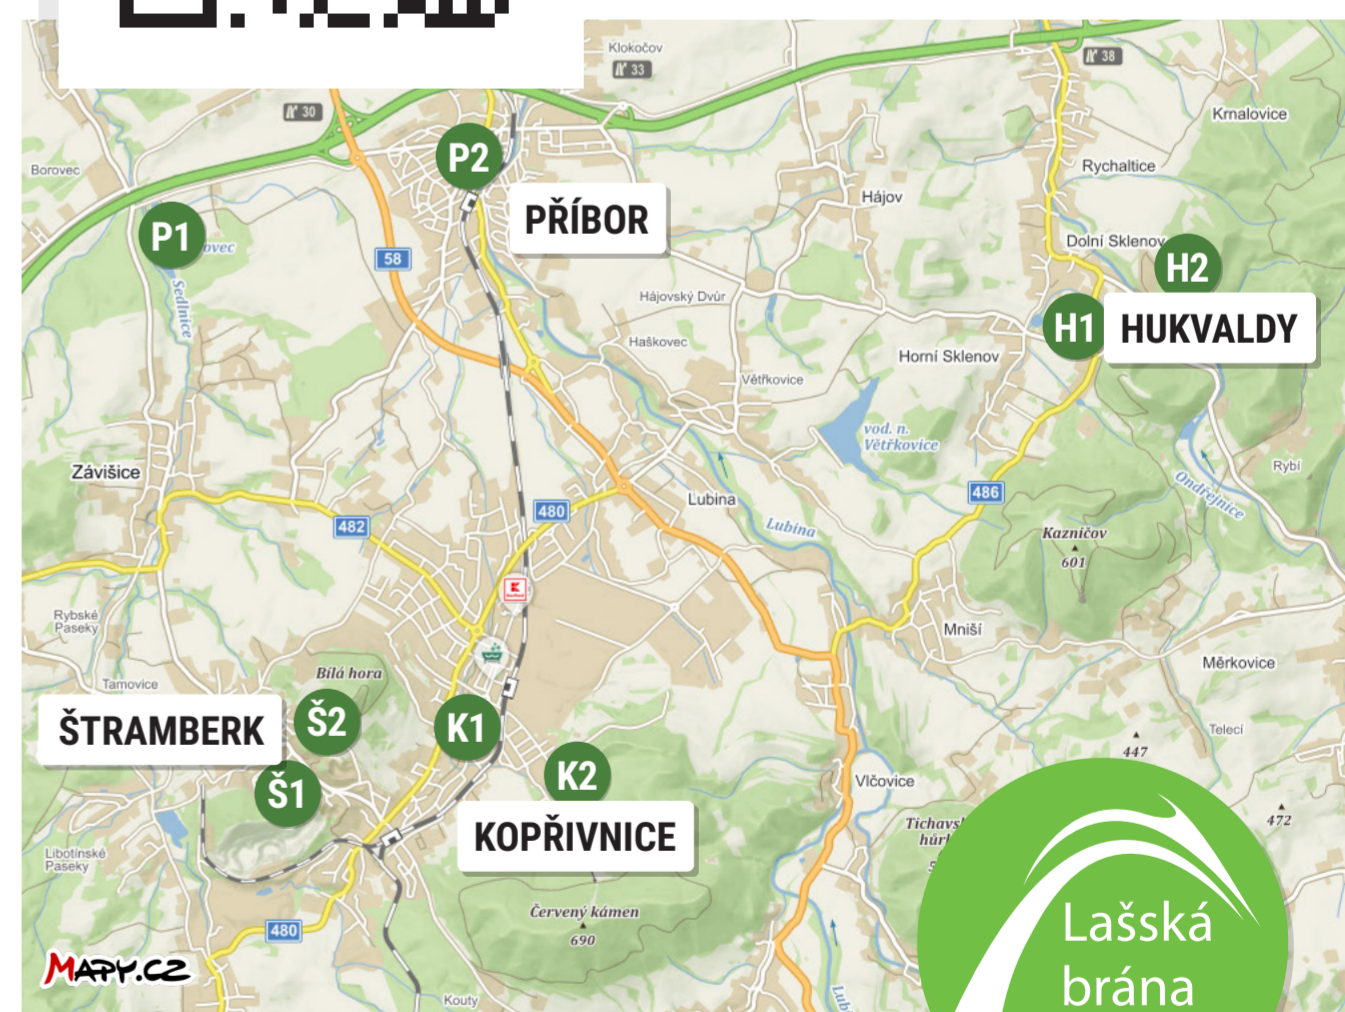 Klokočov
33
38
30
Krnalovice
Borovec
P2
Rychaltice
Hájov
PŘÍBOR
P1
ovec
58
Dolní Sklenov
H2
Sedlnice
Hájovský Dvůr
H1
HUKVALDY
Haškovec
Horní Sklenov
Větřkovice
vod. n.
Větřkovice
Závišice
Rybí
Lubina
486
Ondřejnice
480
482
Lubina
Kazničov
601
Rybské
Paseky
Mniší
Měrkovice
Bílá hora
Tamovice
ŠTRAMBERK
Š2
K1
Telecí
447
K2
Vlčovice
Š1
472
KOPŘIVNICE
Libotínské
Paseky
Červený kámen
690
Lašská
480
MAPY.CZ
brána
Kouty